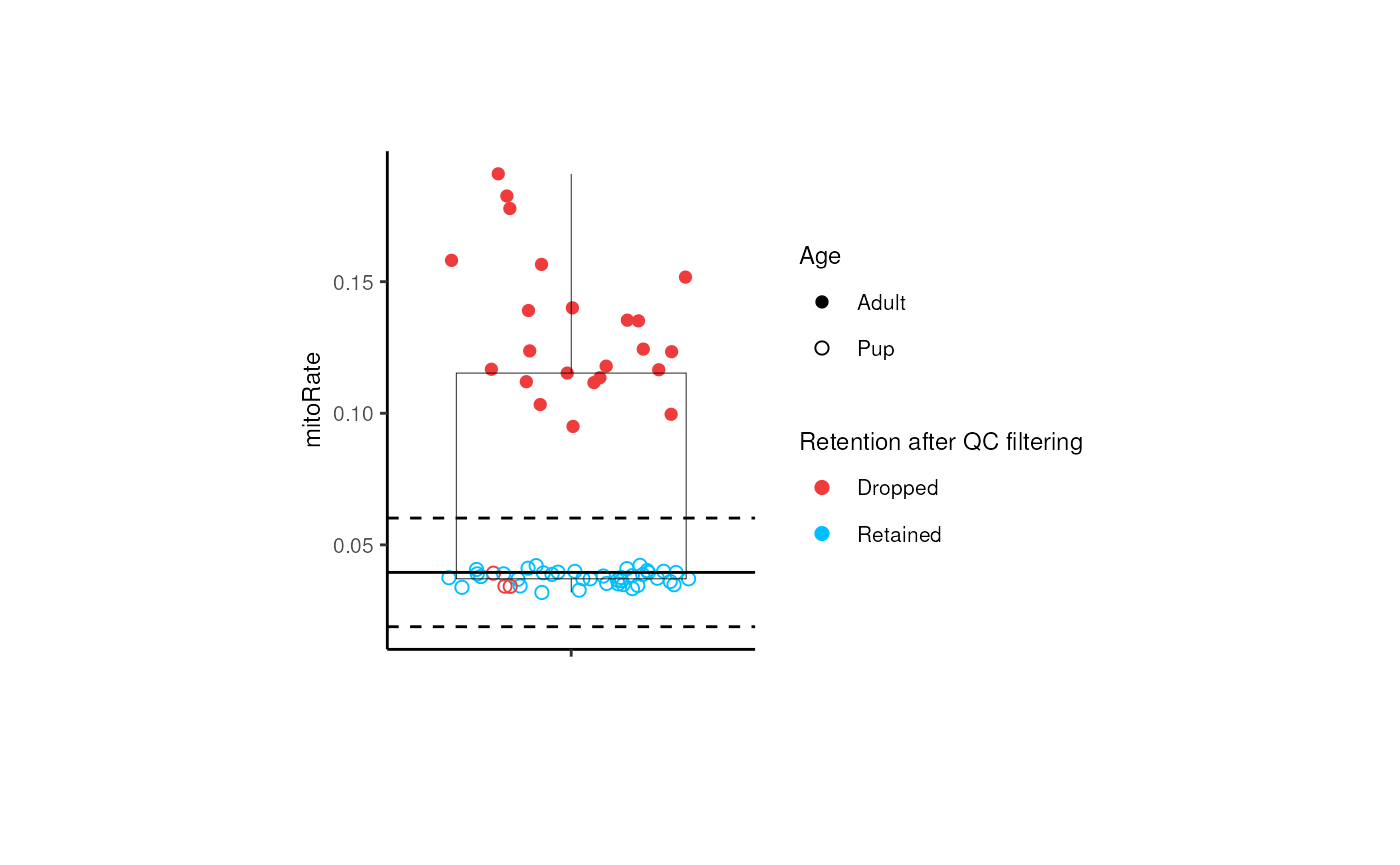 mitoRate
0.15
0.10
0.05
Age
Adult
Pup
Retention after QC filtering
Dropped
Retained